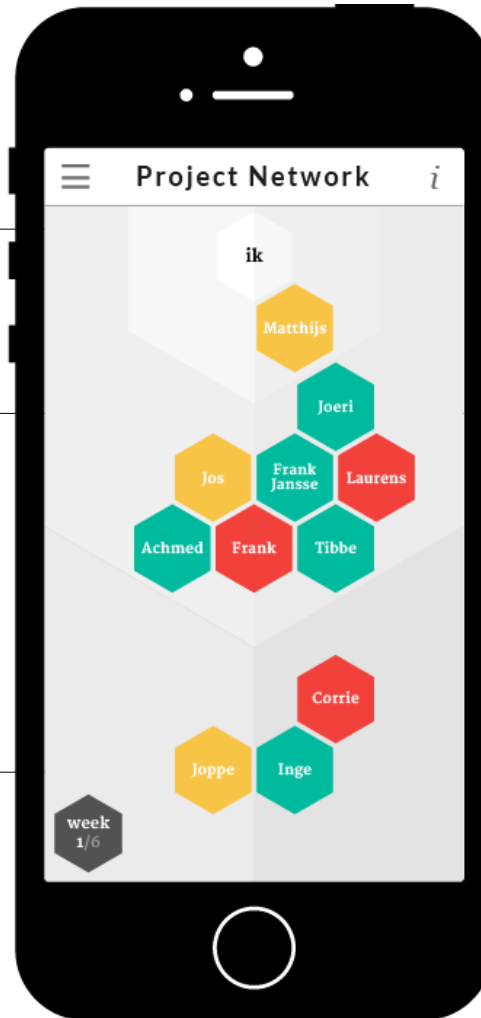 Project Network
i
ik
Matthijs
Joeri
Jos
Frank
Jansse
Laurens
Achmed
Frank
Tibbe
Corrie
Joppe
Inge
week
1/6